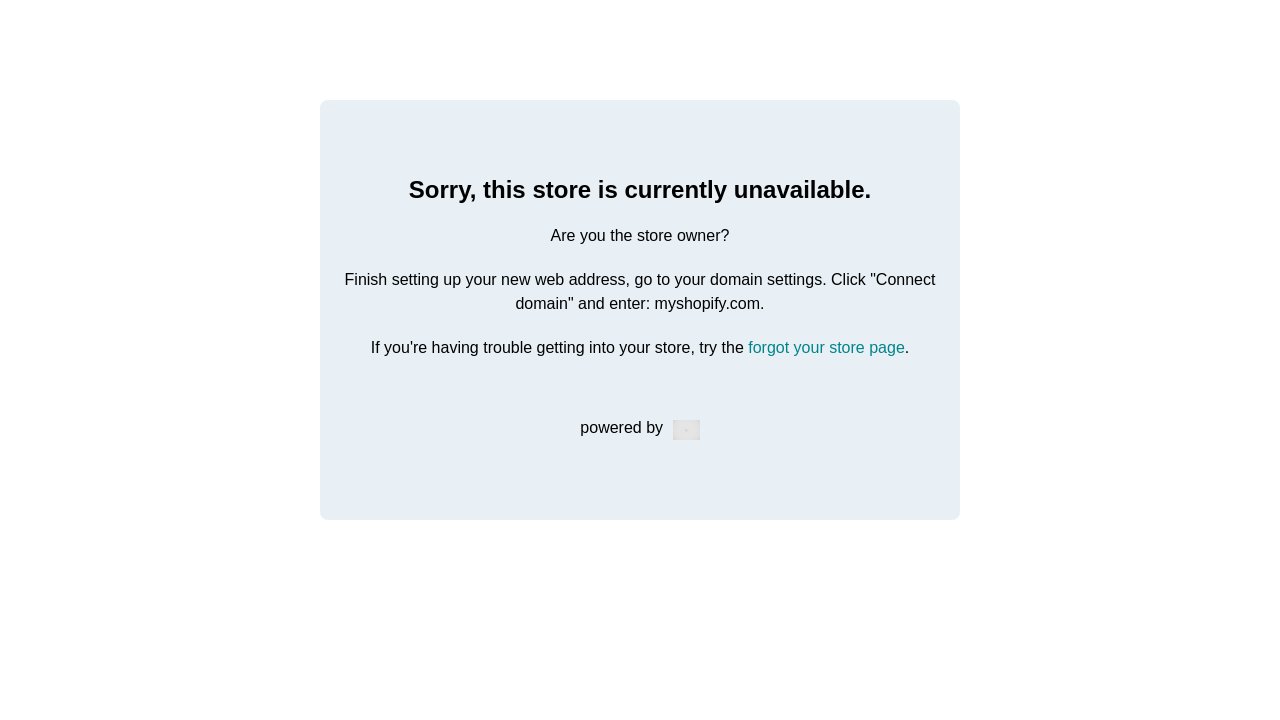 Sorry, this store is currently unavailable.
Are you the store owner?
Finish setting up your new web address, go to your domain settings. Click "Connect
domain" and enter: myshopify.com.
If you're having trouble getting into your store, try the forgot your store page.
powered by